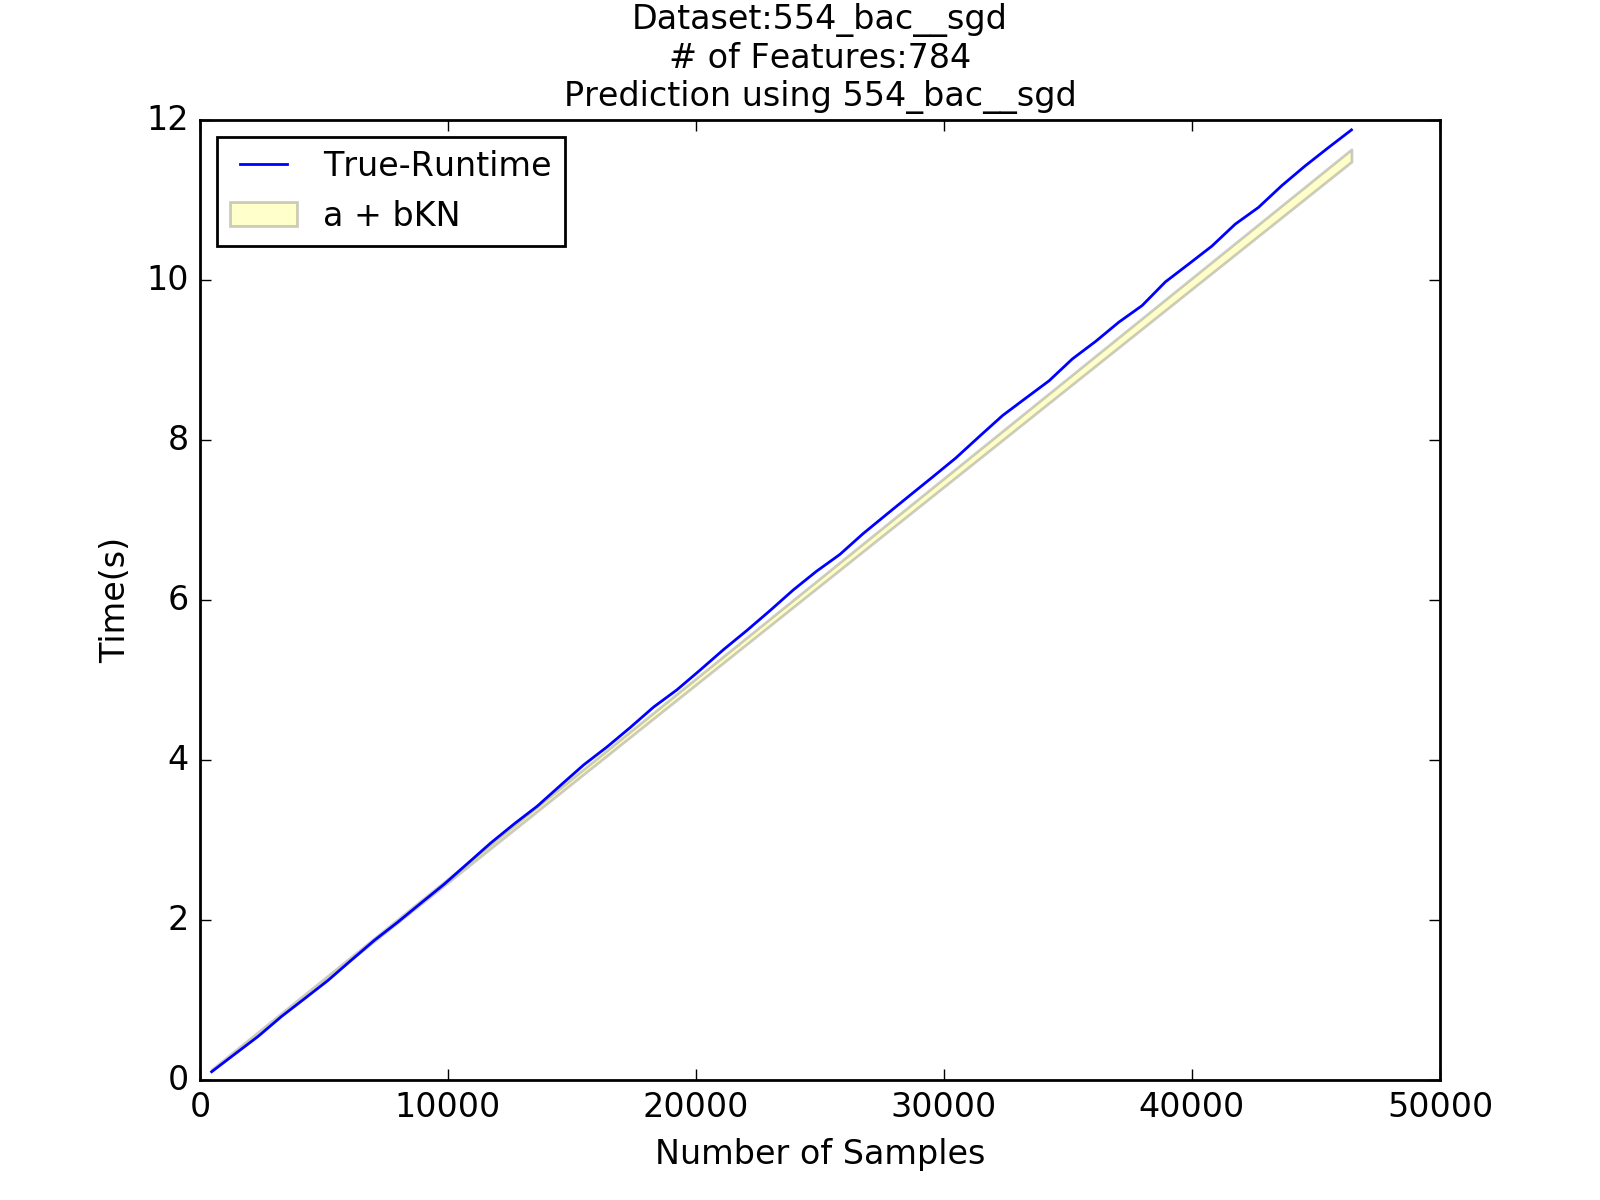 Dataset:554_bac__sgd
# of Features:784
Prediction using 554_bac__sgd
True-Runtime
a + bKN
12
10
8
6
4
2
0
Time(s)
0 10000 20000 30000 40000 50000
Number of Samples